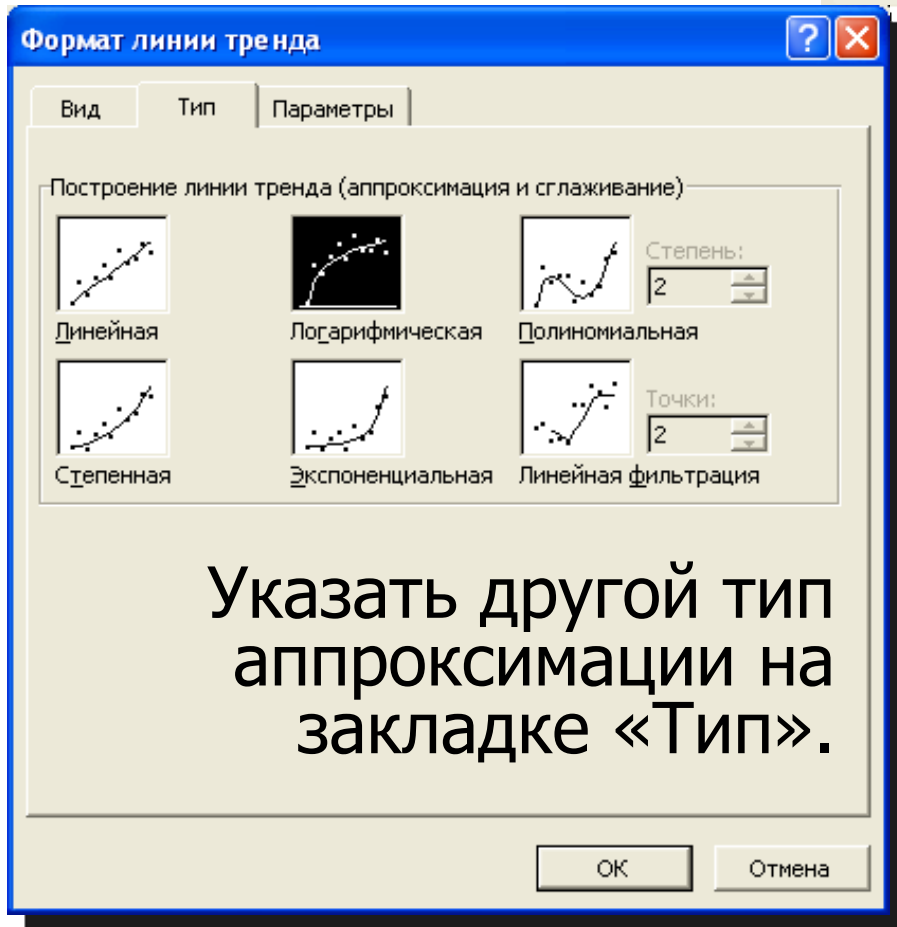 Формат линии тренда
Вид Тип Параметры
Построение линии тренда (аппроксимация и сглаживание)
Степень:
2
Линейная Логарифмическая Полиномиальная
Точки:
2
Степенная Экспоненциальная Линейная фильтрация
Указать другой тип
аппроксимации на
закладке «Тип».
ОК Отмена